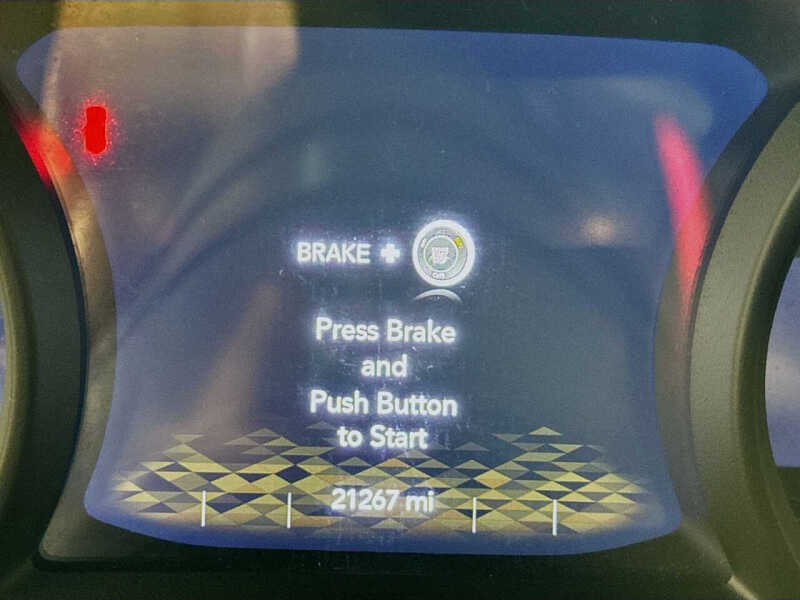 BRAKE +
Press Brake
and
Push Button
to Start
21267 mi